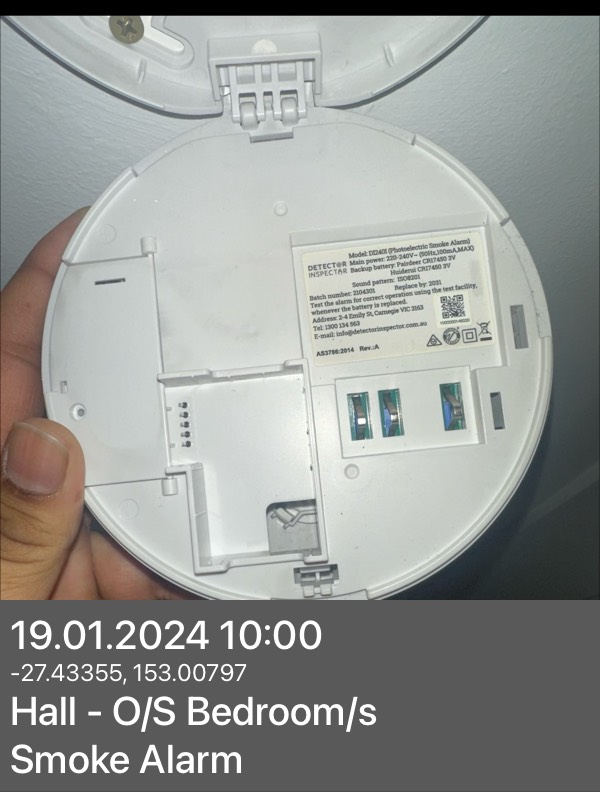 DETECTOR
INSPECTOR
Model: DI240i (Photoelectric Smoke Alarm)
Main power: 220-240V~ (50Hz,100mA,MAX)
Backup battery: Pairdeer CR17450 3V
Huiderui CR17450 3V
Sound pattern: ISO8201
Batch number: 2104301
Replace by: 2031
Test the alarm for correct operation using the test facility,
whenever the battery is replaced.
Address: 2-4 Emily St, Carnegie VIC 3163
Tel: 1300 134 563
E-mail: info@detectorinspector.com.au
AS3786:2014 Rev.:A
19.01.2024 10:00
-27.43355, 153.00797
Hall - O/S Bedroom/s
Smoke Alarm